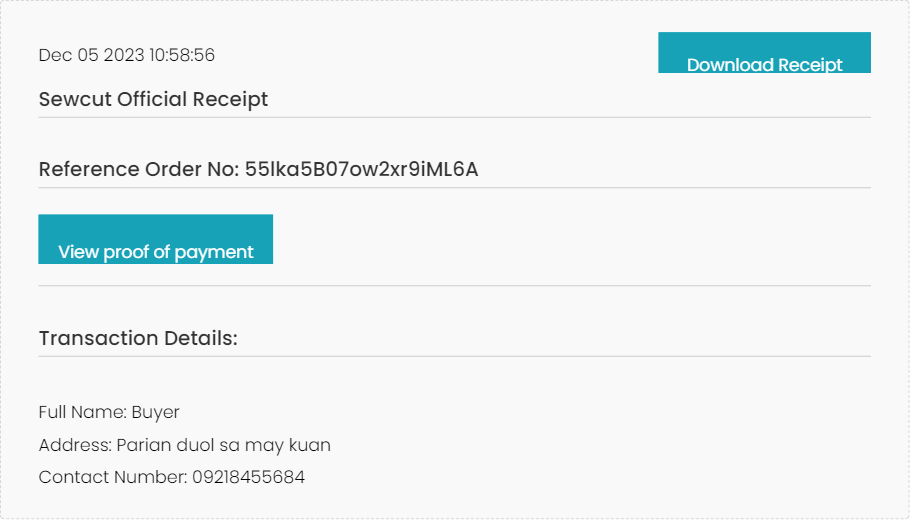 Dec 05 2023 10:58:56
Download Receipt
Sewcut Official Receipt
Reference Order No: 55lka5B07ow2xr9iML6A
View proof of payment
Transaction Details:
Full Name: Buyer
Address: Parian duol sa may kuan
Contact Number: 09218455684